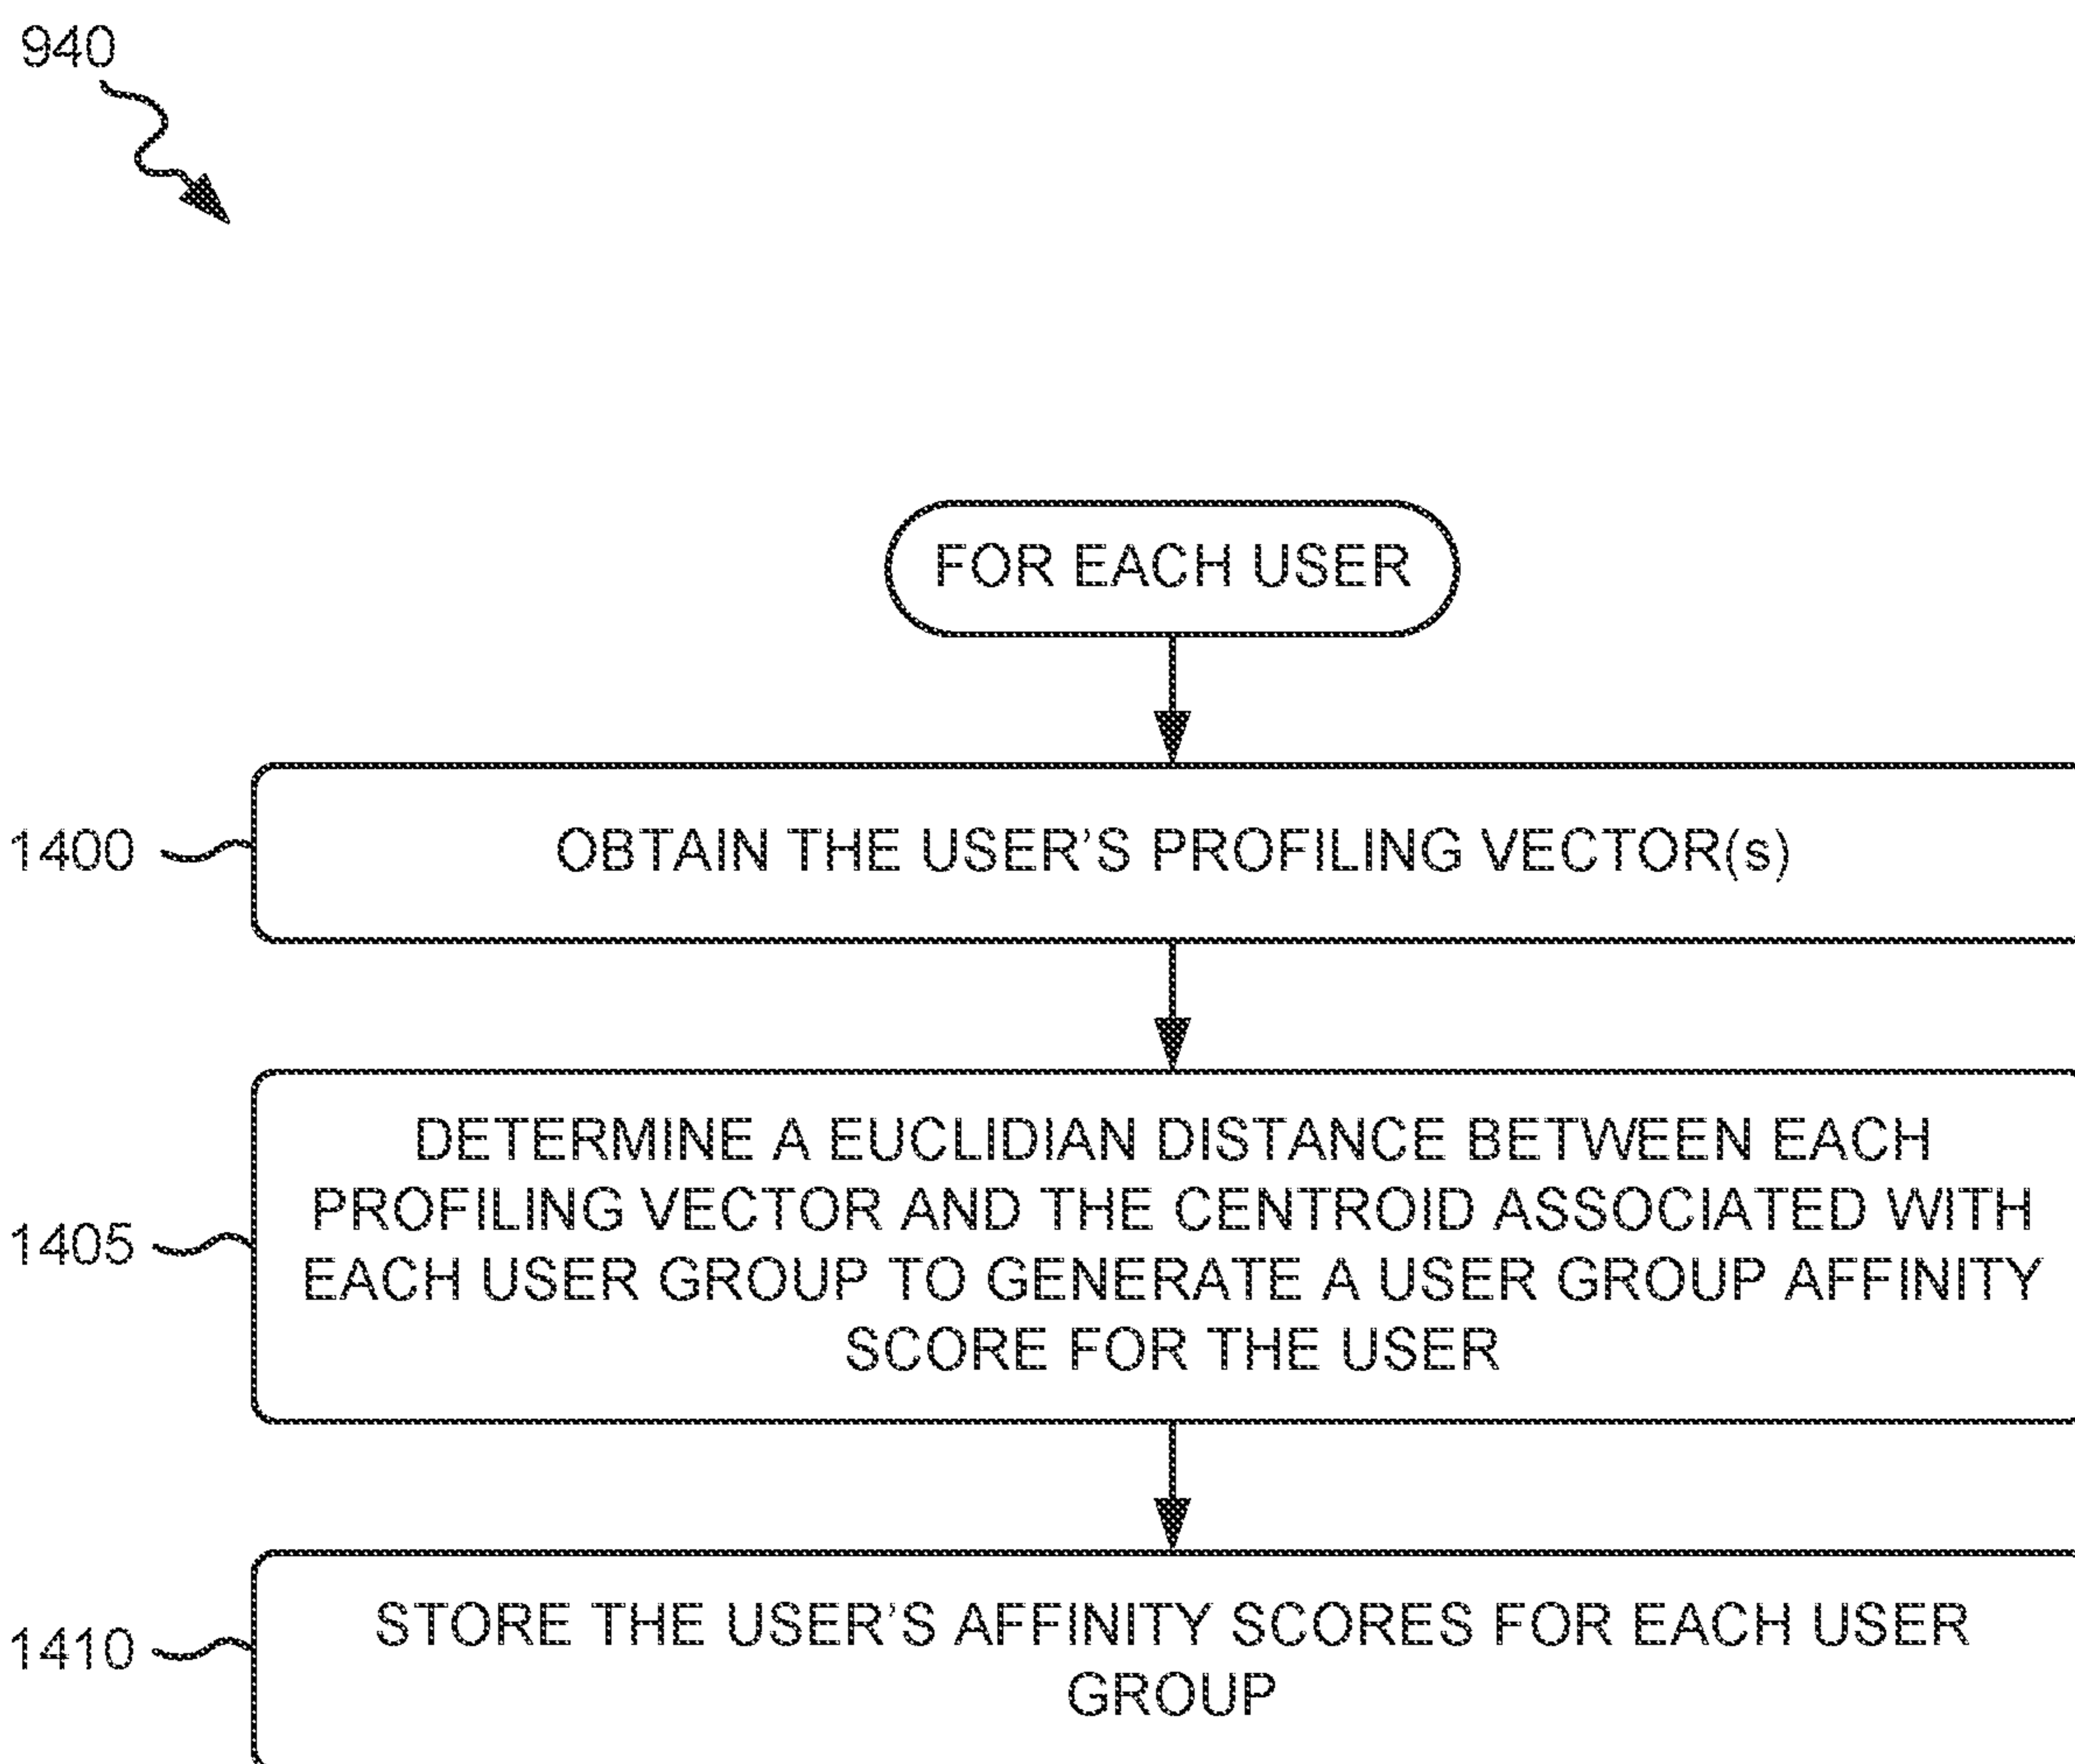 940
FOR EACH USER
1400
OBTAIN THE USER'S PROFILING VECTOR(s)
DETERMINE A EUCLIDIAN DISTANCE BETWEEN EACH
PROFILING VECTOR AND THE CENTROID ASSOCIATED WITH
1405
EACH USER GROUP TO GENERATE A USER GROUP AFFINITY
SCORE FOR THE USER
STORE THE USER'S AFFINITY SCORES FOR EACH USER
1410
GROUP